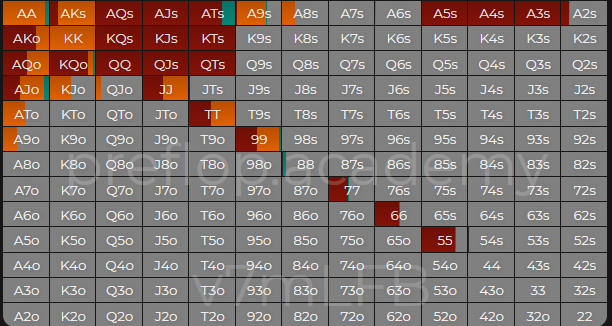 AA AKs AQs AJs ATs A9s A8s A7s A6s A5s A4s A3s A2s
AKo KK KQs KJs KTs K9s K8s K7s K6s K5s K4s K3s K2s
AQo KQo QQ QJs QTs Q9s Q8s Q7s Q6s Q5s Q4s Q3s Q2s
AJo KJo QJo JJ JTs J9s J8s J7s J6s J5s J4s J3s J2s
ATo KTo QTo JTo TT T9s T8s T7s T6s T5s T4s T3s T2s
A9o K9o Q9o J9o T9o 99 98s 97s 96s 95s 94s 93s 92s
preflop.academy
A8o K8o Q8o J8o T8o 98o 88 87s 86s 85s 84s 83s 82s
A7o K7o Q7o J7o T7o 97o 87o 77 76s 75s 74s 73s 72s
A6o K6o Q6o J6o T6o 96o 86o 76o 66 65s 64s 63s 62s
A5o K5o Q5o J5o T5o 95o 85o 75o 65o 55 54s 53s 52s
A4o K4o Q4o J4o T4o 94o 84o 74o 64o 54o 44 43s 42s
v7mLFB
A3o K3o Q3o J3o T3o 93o 83o 73o 63o 53o 43o 33 32s
A2o K2o Q2o J2o T2o 92o 82o 72o 62o 52o 42o 32o 22